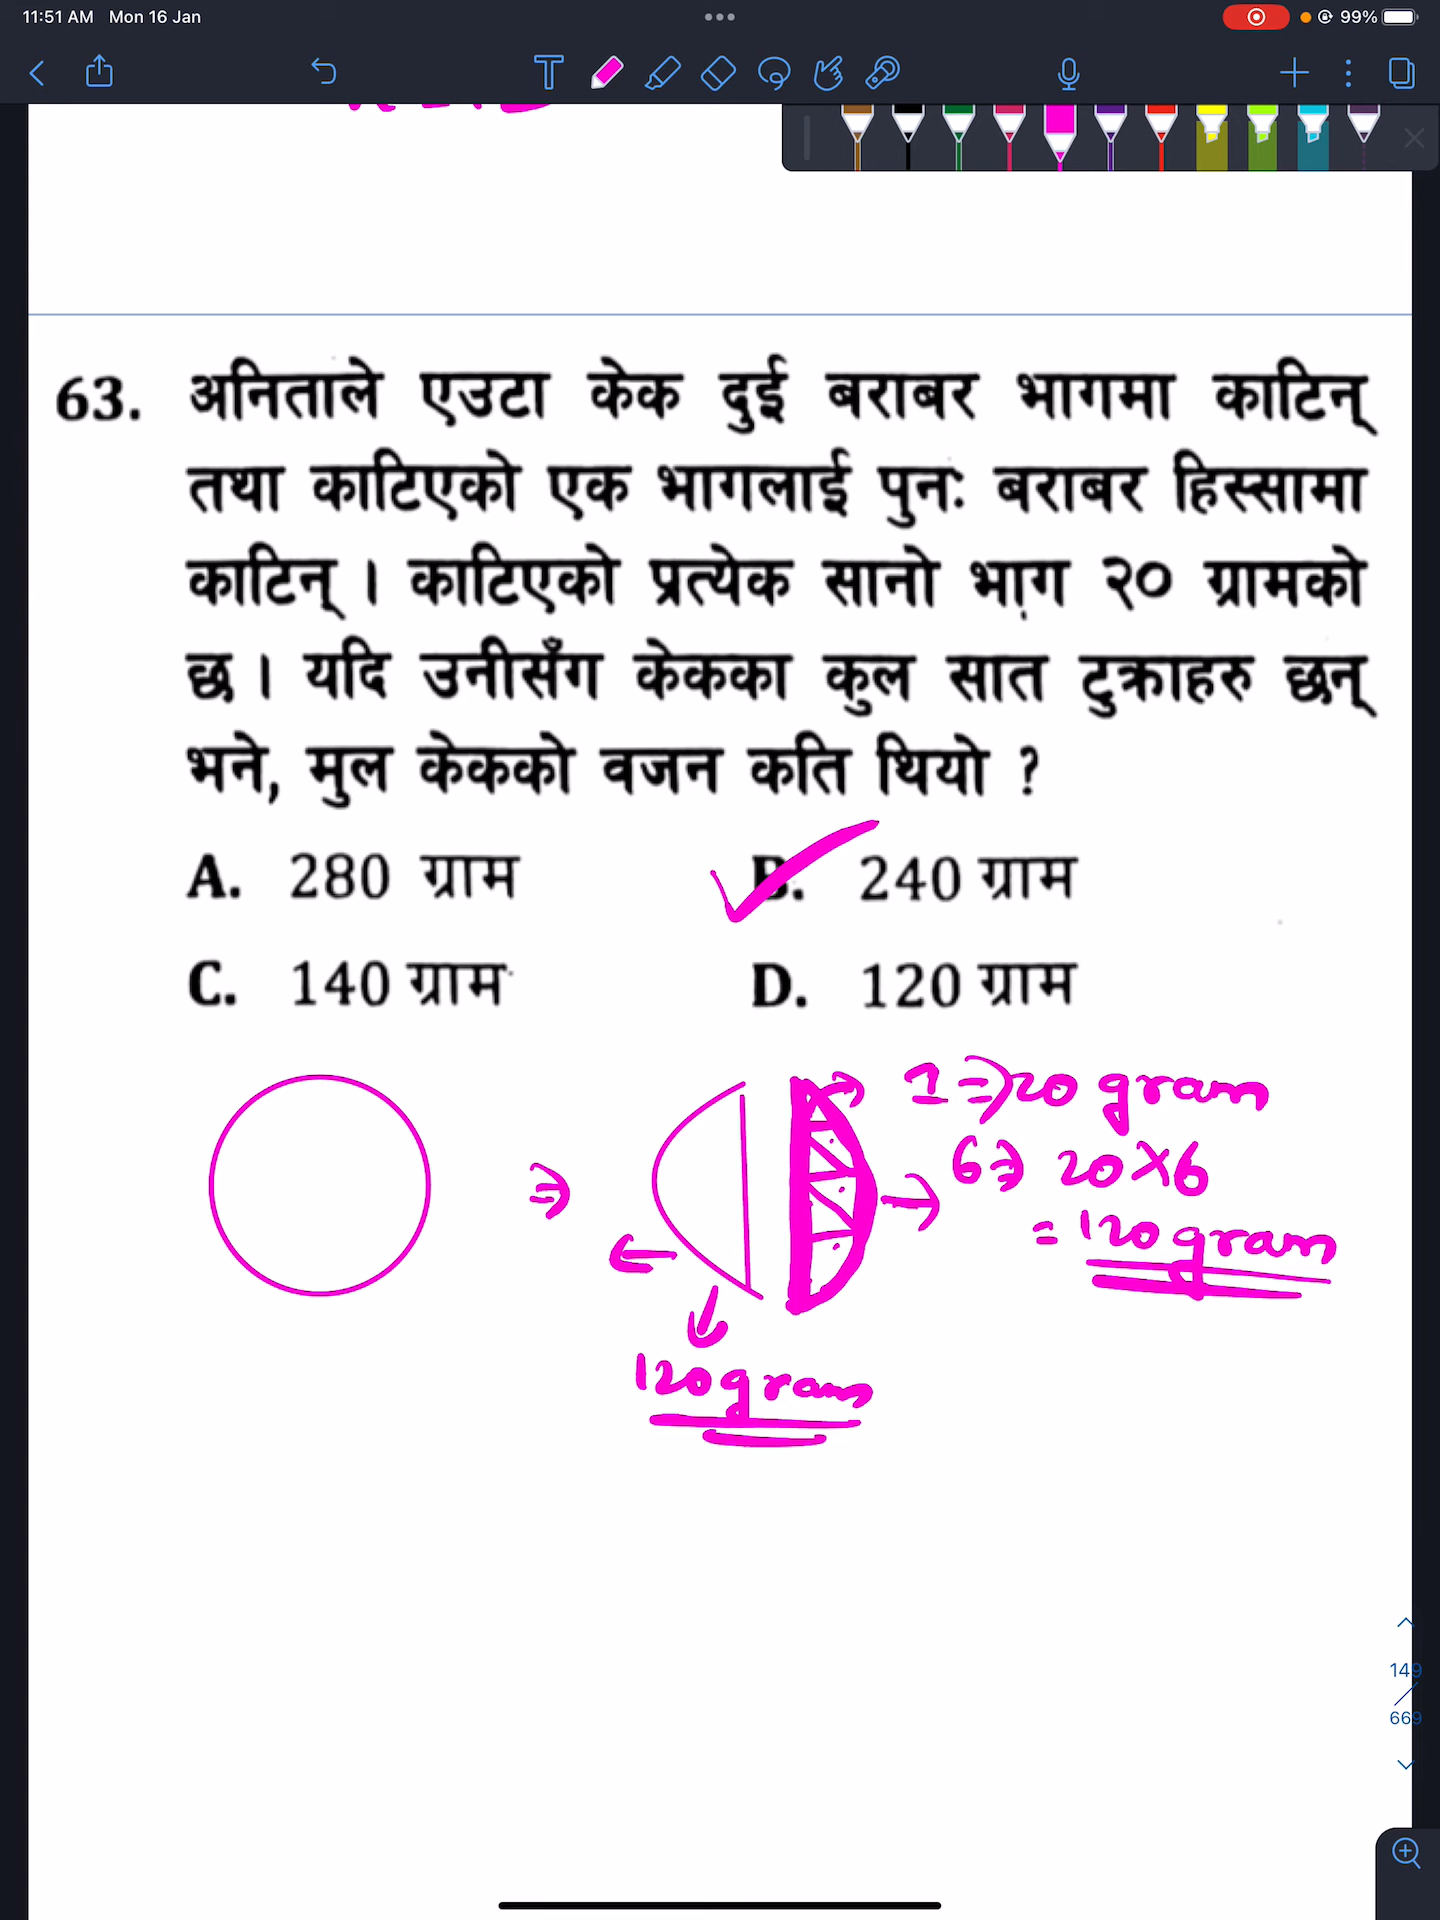 11:51 AM Mon 16 Jan
99%
63. अनिताले एउटा केक दुई बराबर भागमा काटिन्
तथा काटिएको एक भागलाई पुनः बराबर हिस्सामा
काटिन् । काटिएको प्रत्येक सानो भाग २० ग्रामको
छ । यदि उनीसँग केकका कुल सात टुक्राहरु छन्
भने, मुल केकको वजन कति थियो ?
A. 280 ग्राम B. 240 ग्राम
C. 140 ग्राम D. 120 ग्राम
1 ⇒ 20 gram
6 ⇒ 20 × 6
= 120 gram
120 gram
149
669